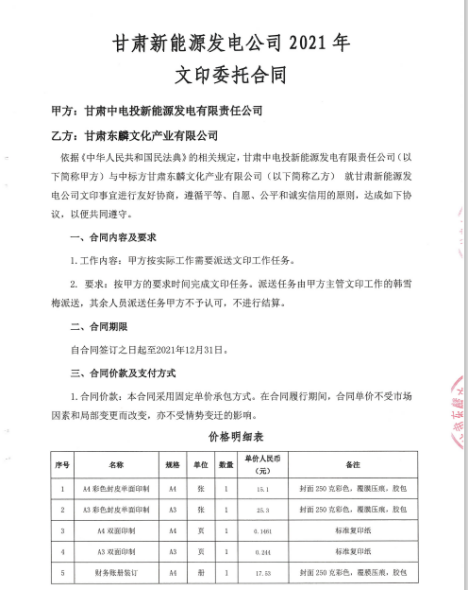 甘肃新能源发电公司 2021 年
文印委托合同
甲方：甘肃中电投新能源发电有限责任公司
乙方：甘肃东麟文化产业有限公司
依据《中华人民共和国民法典》的相关规定，甘肃中电投新能源发电有限责任公司（以
下简称甲方）与中标方甘肃东麟文化产业有限公司（以下简称乙方） 就甘肃新能源发
电公司文印事宜进行友好协商，遵循平等、自愿、公平和诚实信用的原则，达成如下协
议，以便共同遵守。
一、合同内容及要求
1.工作内容：甲方按实际工作需要派送文印工作任务。
2. 要求：按甲方的要求时间完成文印任务。派送任务由甲方主管文印工作的韩雪
梅派送，其余人员派送任务甲方不予认可，不进行结算。
二、合同期限
自合同签订之日起至2021年12月31日。
三、合同价款及支付方式
1.合同价款：本合同采用固定单价承包方式。在合同履行期间，合同单价不受市场
因素和局部变更而改变，亦不受情势变迁的影响。
价格明细表
序号 名称 规格 单位 数量 单价人民币（元） 备注
1 A4 彩色封皮单面印制 A4 张 1 15.1 封面 250 克彩色，覆膜压痕，胶包
2 A3 彩色封皮单面印制 A3 张 1 25.3 封面 250 克彩色，覆膜压痕，胶包
3 A4 双面印制 A4 页 1 0.1461 标准复印纸
4 A3 双面印制 A3 页 1 0.244 标准复印纸
5 财务账册装订 A4 册 1 17.53 封面 250 克彩色，覆膜压痕，胶包